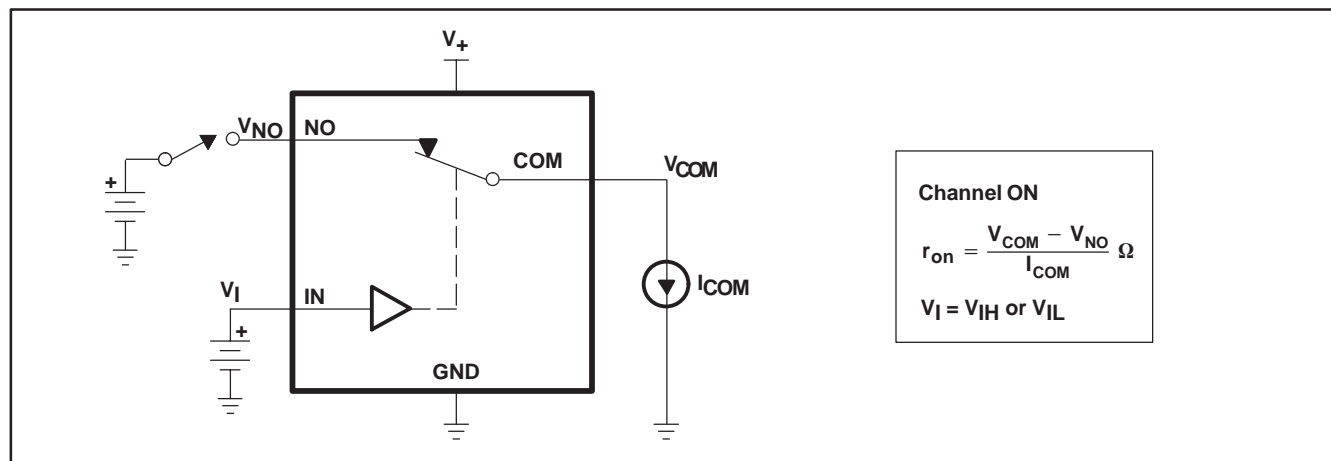 V+
VNO NO
COM
VCOM
+
Channel ON
ron = VCOM − VNO / ICOM Ω
VI = VIH or VIL
ICOM
VI IN
+
GND